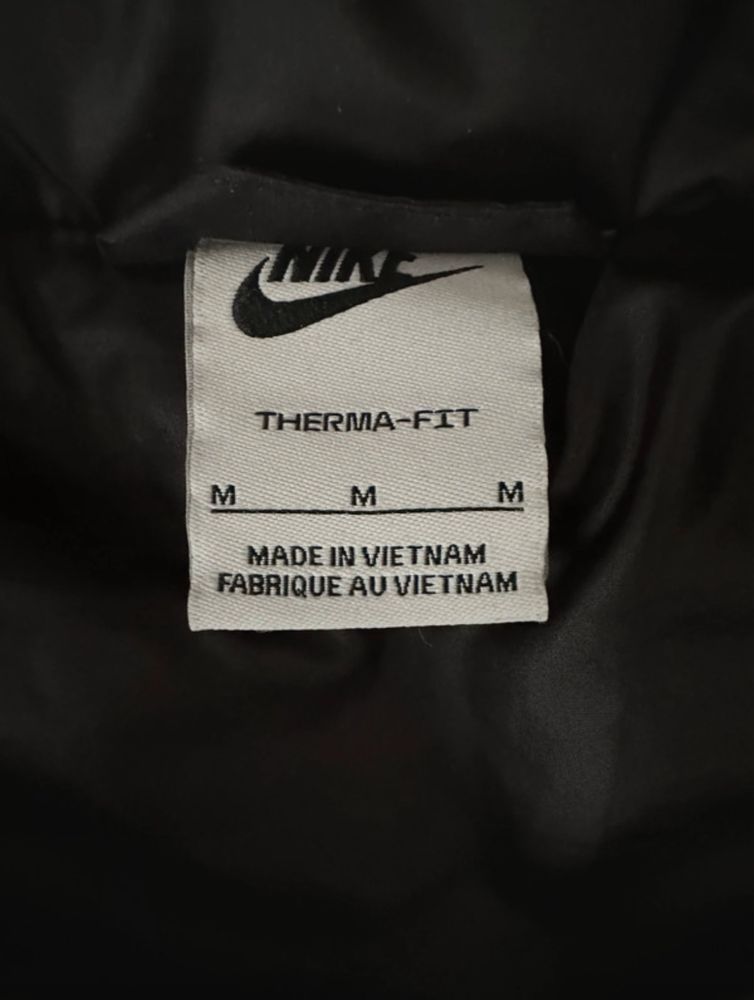 NIKE
THERMA-FIT
M M M
MADE IN VIETNAM
FABRIQUE AU VIETNAM